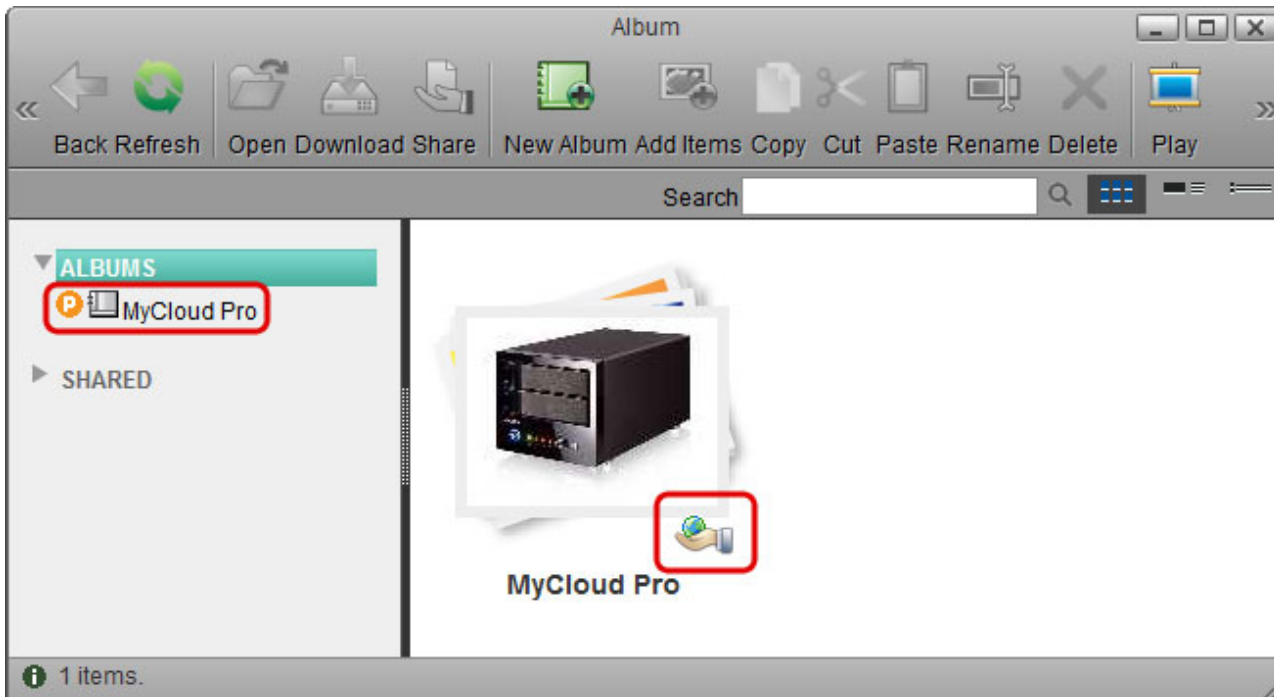 Album
Back Refresh Open Download Share New Album Add Items Copy Cut Paste Rename Delete Play
Search
ALBUMS
P MyCloud Pro
SHARED
MyCloud Pro
1 items.